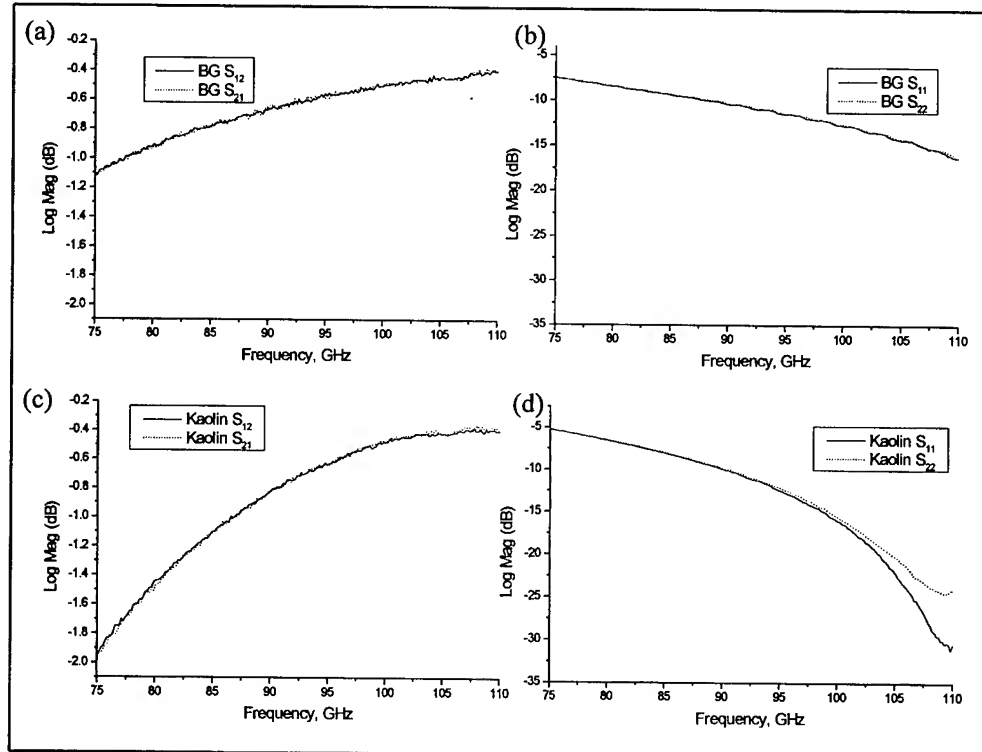 (a)
-0.2
-0.4
-0.6
-0.8
-1.0
-1.2
-1.4
-1.6
-1.8
-2.0
Log Mag (dB)
BG S12
BG S21
75 80 85 90 95 100 105 110
Frequency, GHz
(b)
-5
-10
-15
-20
-25
-30
-35
Log Mag (dB)
BG S11
BG S22
75 80 85 90 95 100 105 110
Frequency, GHz
(c)
-0.2
-0.4
-0.6
-0.8
-1.0
-1.2
-1.4
-1.6
-1.8
-2.0
Log Mag (dB)
Kaolin S12
Kaolin S21
75 80 85 90 95 100 105 110
Frequency, GHz
(d)
-5
-10
-15
-20
-25
-30
-35
Log Mag (dB)
Kaolin S11
Kaolin S22
75 80 85 90 95 100 105 110
Frequency, GHz